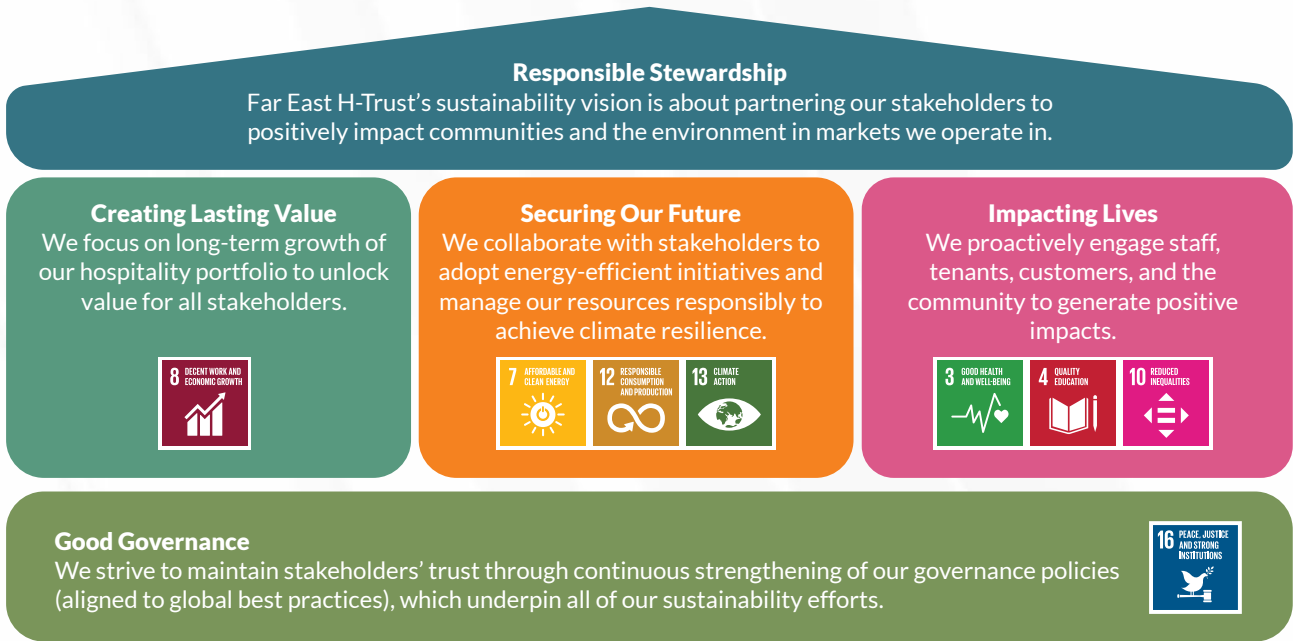 Responsible Stewardship
Far East H-Trust’s sustainability vision is about partnering our stakeholders to
positively impact communities and the environment in markets we operate in.
Creating Lasting Value
We focus on long-term growth of
our hospitality portfolio to unlock
value for all stakeholders.
8 DECENT WORK AND
ECONOMIC GROWTH
Securing Our Future
We collaborate with stakeholders to
adopt energy-efficient initiatives and
manage our resources responsibly to
achieve climate resilience.
7 AFFORDABLE AND
CLEAN ENERGY
12 RESPONSIBLE
CONSUMPTION
AND PRODUCTION
13 CLIMATE
ACTION
Impacting Lives
We proactively engage staff,
tenants, customers, and the
community to generate positive
impacts.
3 GOOD HEALTH
AND WELL-BEING
4 QUALITY
EDUCATION
10 REDUCED
INEQUALITIES
Good Governance
We strive to maintain stakeholders’ trust through continuous strengthening of our governance policies
(aligned to global best practices), which underpin all of our sustainability efforts.
16 PEACE, JUSTICE
AND STRONG
INSTITUTIONS